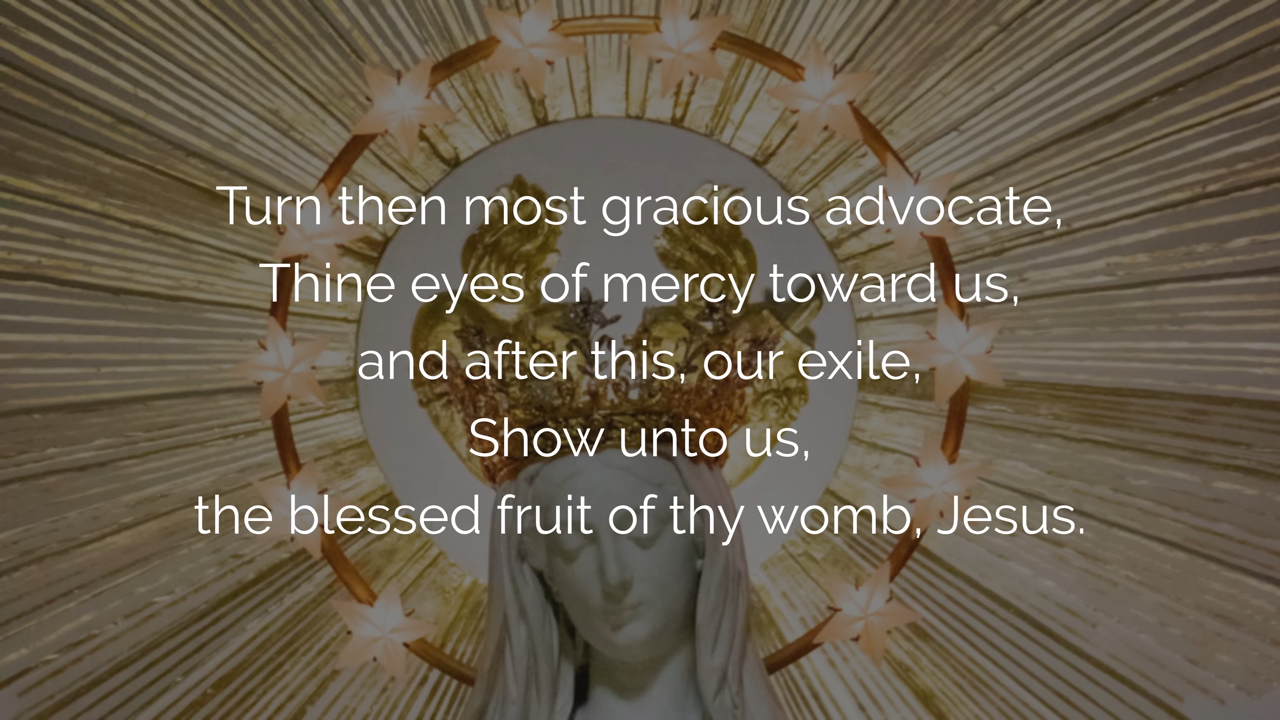 Turn then most gracious advocate,
Thine eyes of mercy toward us,
and after this, our exile,
Show unto us,
the blessed fruit of thy womb, Jesus.